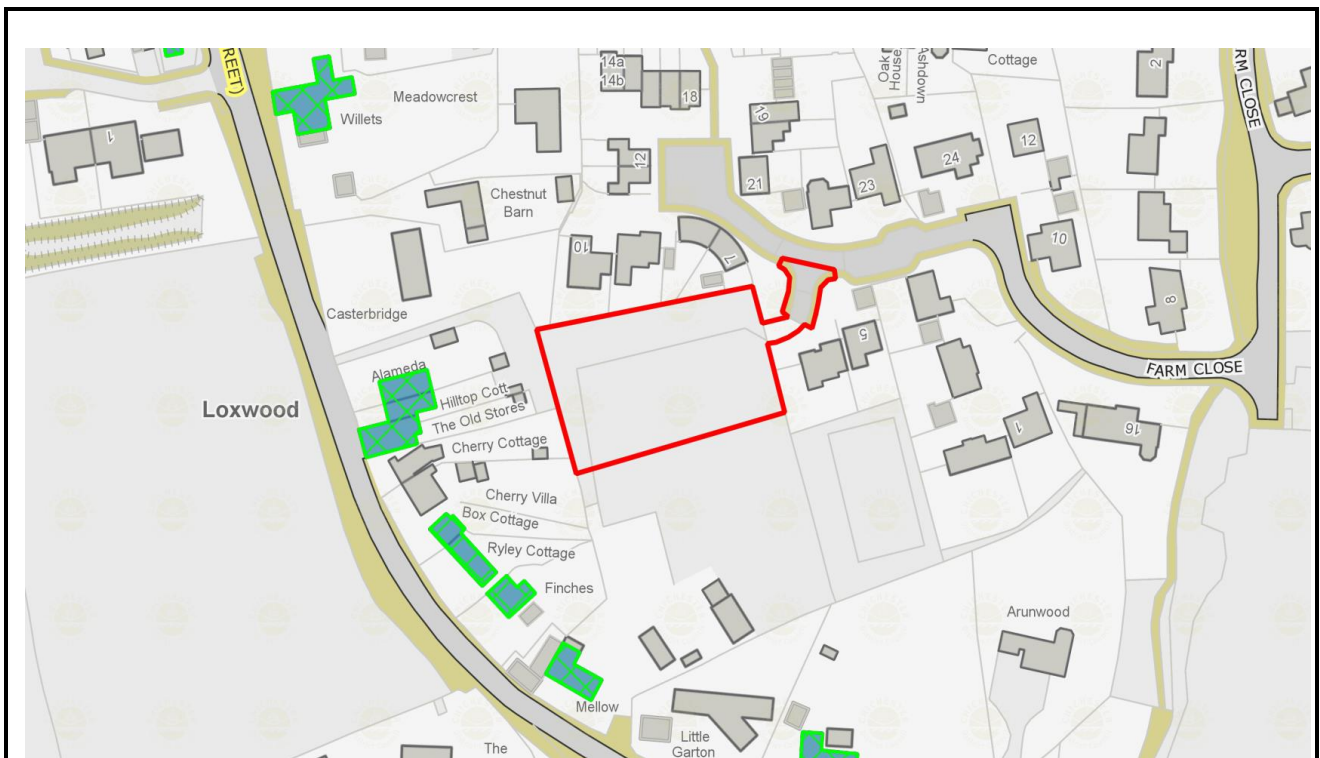 REET)
Willets
Meadowcrest
14a
14b
18
Oak
House
Ashdown
Cottage
2
RM CLOSE
1
12
19
21
23
24
12
Chestnut
Barn
10
7
10
8
Casterbridge
5
FARM CLOSE
Alameda
Hilltop Cott
The Old Stores
Loxwood
Cherry Cottage
1
16
Cherry Villa
Box Cottage
Ryley Cottage
Finches
Arunwood
Mellow
Little
Garton
The